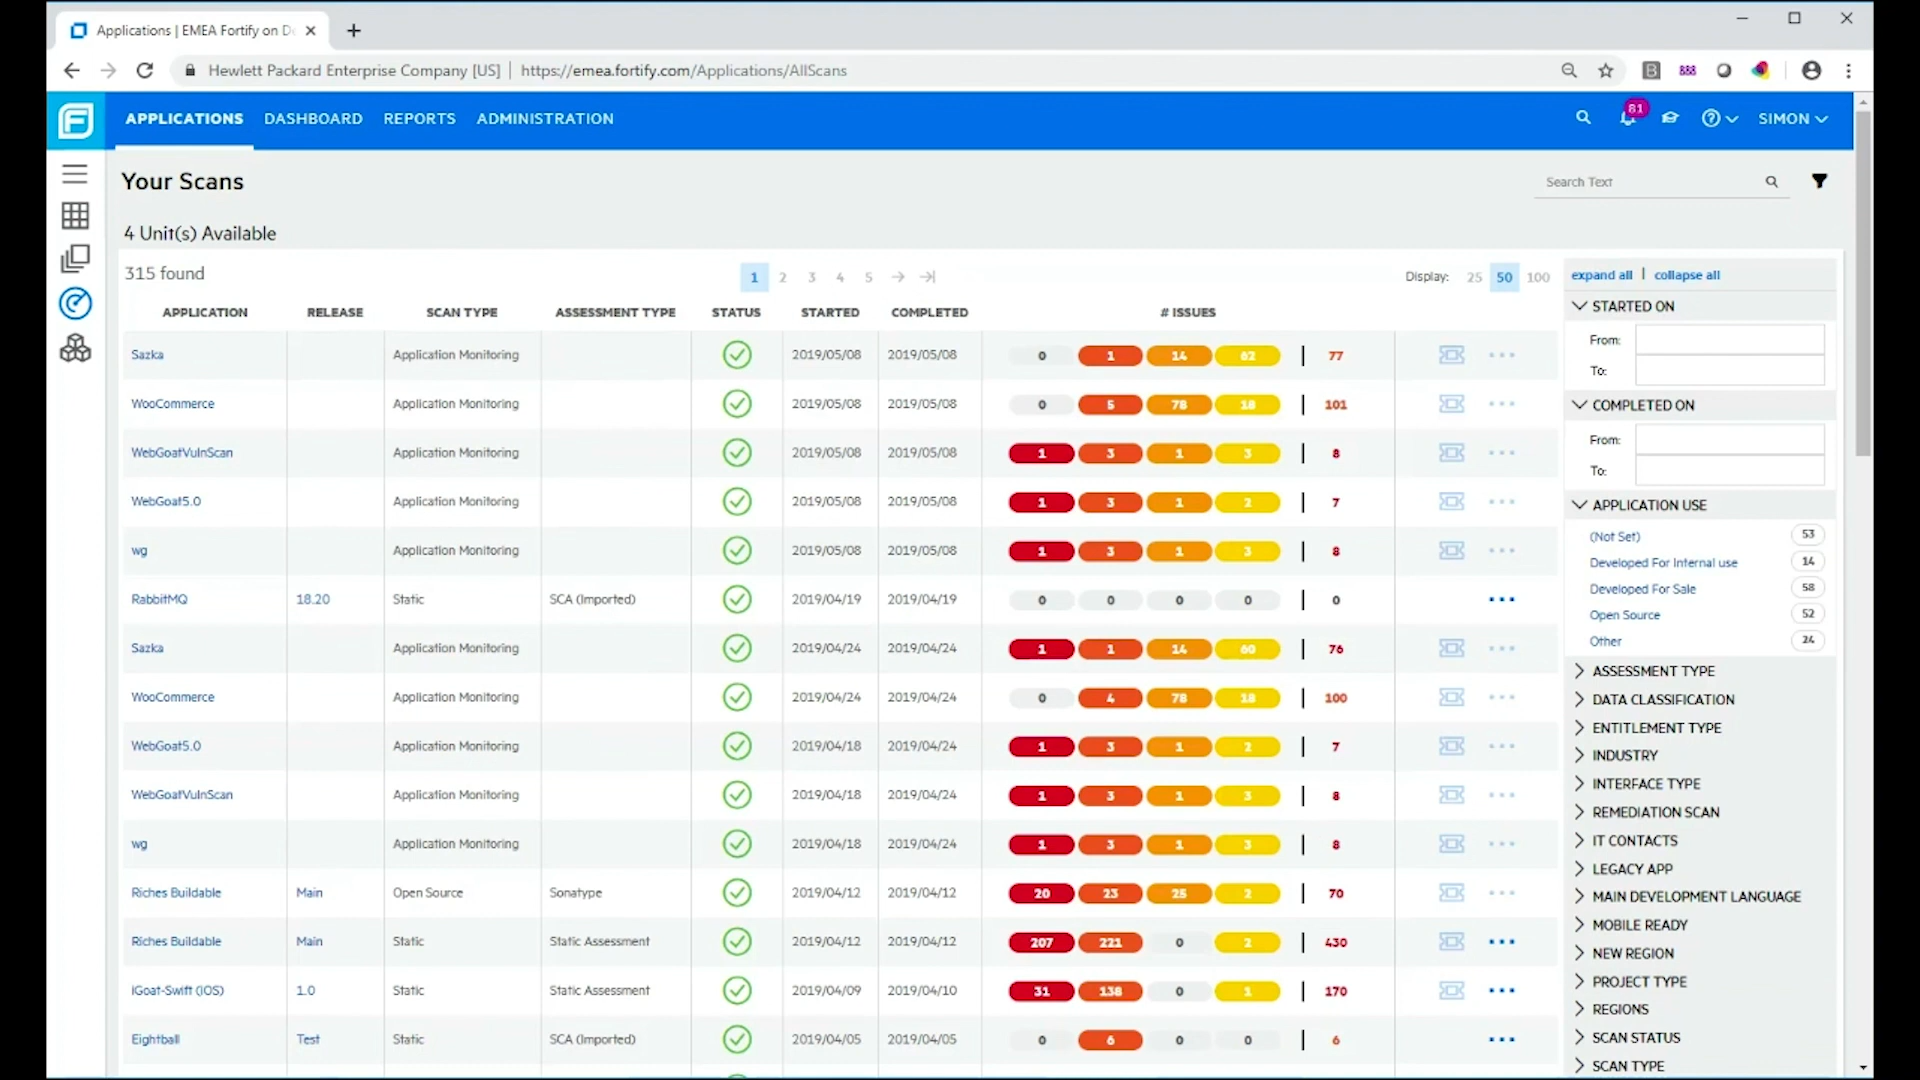 Applications | EMEA Fortify on De
Hewlett Packard Enterprise Company [US] | https://emea.fortify.com/Applications/AllScans
APPLICATIONS DASHBOARD REPORTS ADMINISTRATION 81 SIMON
Your Scans Search Text
4 Unit(s) Available
315 found 1 2 3 4 5 Display: 25 50 100
APPLICATION RELEASE SCAN TYPE ASSESSMENT TYPE STATUS STARTED COMPLETED # ISSUES
Sazka Application Monitoring 2019/05/08 2019/05/08 0 1 14 62 77
WooCommerce Application Monitoring 2019/05/08 2019/05/08 0 5 78 18 101
WebGoatVulnScan Application Monitoring 2019/05/08 2019/05/08 1 3 1 3 8
WebGoat5.0 Application Monitoring 2019/05/08 2019/05/08 1 3 1 2 7
wg Application Monitoring 2019/05/08 2019/05/08 1 3 1 3 8
RabbitMQ 18.20 Static SCA (Imported) 2019/04/19 2019/04/19 0 0 0 0 0
Sazka Application Monitoring 2019/04/24 2019/04/24 1 1 14 60 76
WooCommerce Application Monitoring 2019/04/24 2019/04/24 0 4 78 18 100
WebGoat5.0 Application Monitoring 2019/04/18 2019/04/24 1 3 1 2 7
WebGoatVulnScan Application Monitoring 2019/04/18 2019/04/24 1 3 1 3 8
wg Application Monitoring 2019/04/18 2019/04/24 1 3 1 3 8
Riches Buildable Main Open Source Sonatype 2019/04/12 2019/04/12 20 23 25 2 70
Riches Buildable Main Static Static Assessment 2019/04/12 2019/04/12 207 221 0 2 430
iGoat-Swift (iOS) 1.0 Static Static Assessment 2019/04/09 2019/04/10 31 138 0 1 170
Eightball Test Static SCA (Imported) 2019/04/05 2019/04/05 0 6 0 0 6
expand all | collapse all
STARTED ON
From:
To:
COMPLETED ON
From:
To:
APPLICATION USE
(Not Set) 53
Developed For Internal use 14
Developed For Sale 58
Open Source 52
Other 24
ASSESSMENT TYPE
DATA CLASSIFICATION
ENTITLEMENT TYPE
INDUSTRY
INTERFACE TYPE
REMEDIATION SCAN
IT CONTACTS
LEGACY APP
MAIN DEVELOPMENT LANGUAGE
MOBILE READY
NEW REGION
PROJECT TYPE
REGIONS
SCAN STATUS
SCAN TYPE